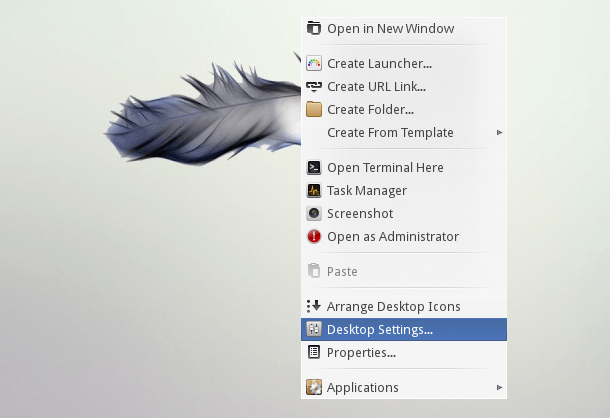 Open in New Window
Create Launcher...
Create URL Link...
Create Folder...
Create From Template
Open Terminal Here
Task Manager
Screenshot
Open as Administrator
Paste
Arrange Desktop Icons
Desktop Settings...
Properties...
Applications